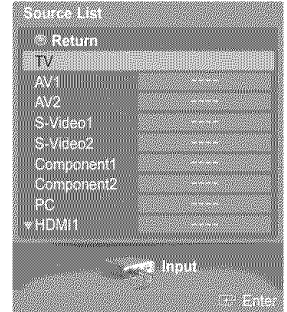 Source List
Return
TV
AV1 ----
AV2 ----
S-Video1 ----
S-Video2 ----
Component1 ----
Component2 ----
PC ----
▼HDMI1 ----
Input
Enter